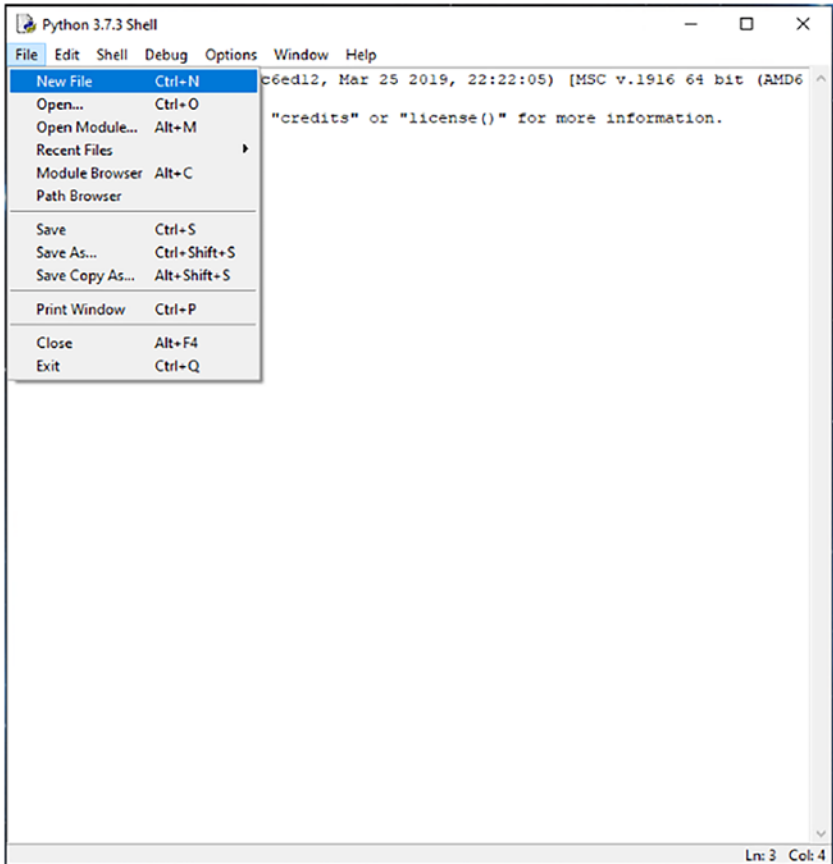 Python 3.7.3 Shell
File Edit Shell Debug Options Window Help
c6ed12, Mar 25 2019, 22:22:05) [MSC v.1916 64 bit (AMD6
"credits" or "license()" for more information.
New File Ctrl+N
Open... Ctrl+O
Open Module... Alt+M
Recent Files
Module Browser Alt+C
Path Browser
Save Ctrl+S
Save As... Ctrl+Shift+S
Save Copy As... Alt+Shift+S
Print Window Ctrl+P
Close Alt+F4
Exit Ctrl+Q
Ln: 3 Col: 4